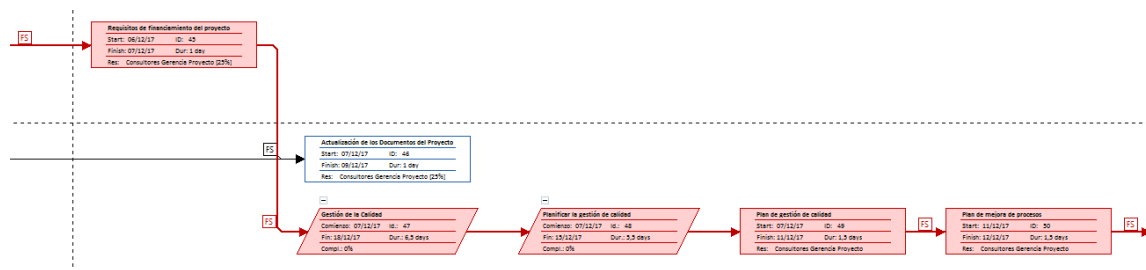 Requisitos de financiamiento del proyecto
FS
Start: 06/12/17 ID: 45
Finish: 07/12/17 Dur: 1 day
Res: Consultores Gerencia Proyecto [25%]
Actualización de los Documentos del Proyecto
FS
Start: 07/12/17 ID: 46
Finish: 09/12/17 Dur: 1 day
Res: Consultores Gerencia Proyecto [25%]
FS
Gestión de la Calidad
Comienzo: 07/12/17 Id.: 47
Fin: 18/12/17 Dur.: 6,5 days
Compl.: 0%
Planificar la gestión de calidad
Comienzo: 07/12/17 Id.: 48
Fin: 15/12/17 Dur.: 5,5 days
Compl.: 0%
Plan de gestión de calidad
Start: 07/12/17 ID: 49
Finish: 11/12/17 Dur: 1,5 days
Res: Consultores Gerencia Proyecto
FS
Plan de mejora de procesos
Start: 11/12/17 ID: 50
Finish: 12/12/17 Dur: 1,5 days
Res: Consultores Gerencia Proyecto
FS